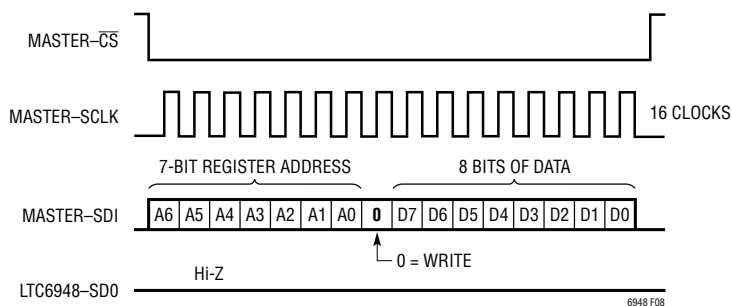 MASTER–CS
MASTER–SCLK
16 CLOCKS
7-BIT REGISTER ADDRESS 8 BITS OF DATA
MASTER–SDI A6 A5 A4 A3 A2 A1 A0 0 D7 D6 D5 D4 D3 D2 D1 D0
0 = WRITE
Hi-Z
LTC6948–SD0
6948 F08